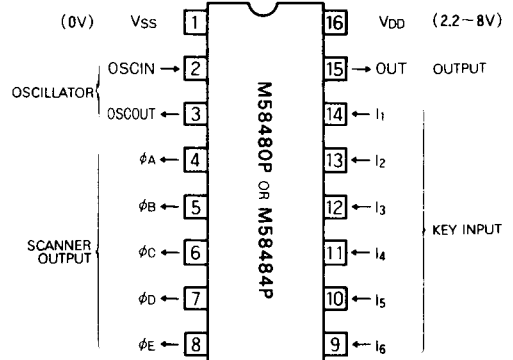 (0V) VSS 1 16 VDD (2.2~8V)
OSCILLATOR OSCIN → 2 15 → OUT OUTPUT
OSCOUT ← 3 14 ← I1
SCANNER OUTPUT
φA ← 4 13 ← I2
φB ← 5 12 ← I3
φC ← 6 11 ← I4
φD ← 7 10 ← I5
φE ← 8 9 ← I6
KEY INPUT
M58480P OR M58484P